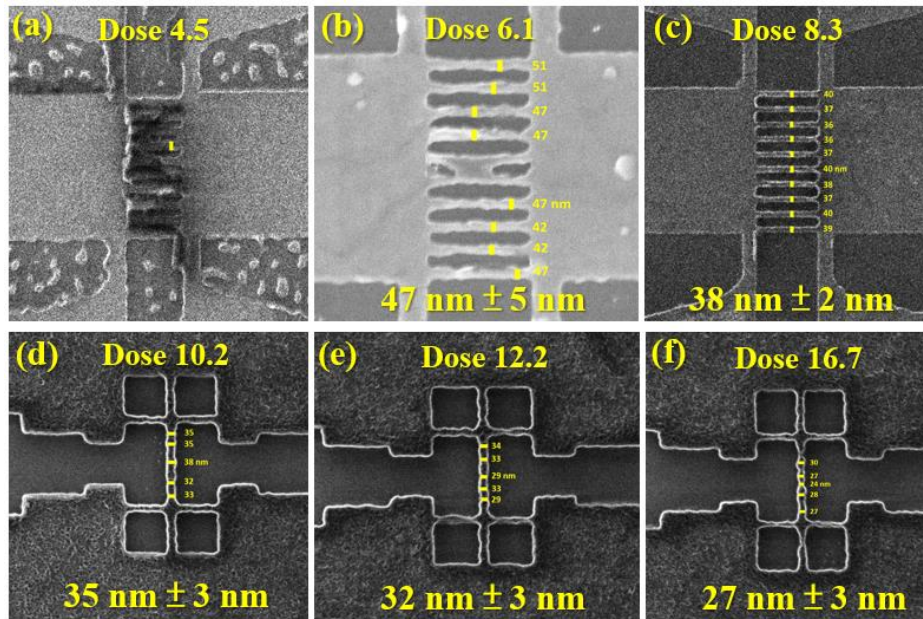 (a)
Dose 4.5
(b)
Dose 6.1
51
51
47
47
47 nm
42
42
47
47 nm ± 5 nm
(c)
Dose 8.3
40
37
36
36
37
40 nm
38
37
40
39
38 nm ± 2 nm
(d)
Dose 10.2
35
35
38 nm
32
33
35 nm ± 3 nm
(e)
Dose 12.2
34
33
29 nm
33
29
32 nm ± 3 nm
(f)
Dose 16.7
30
27
24 nm
28
27
27 nm ± 3 nm